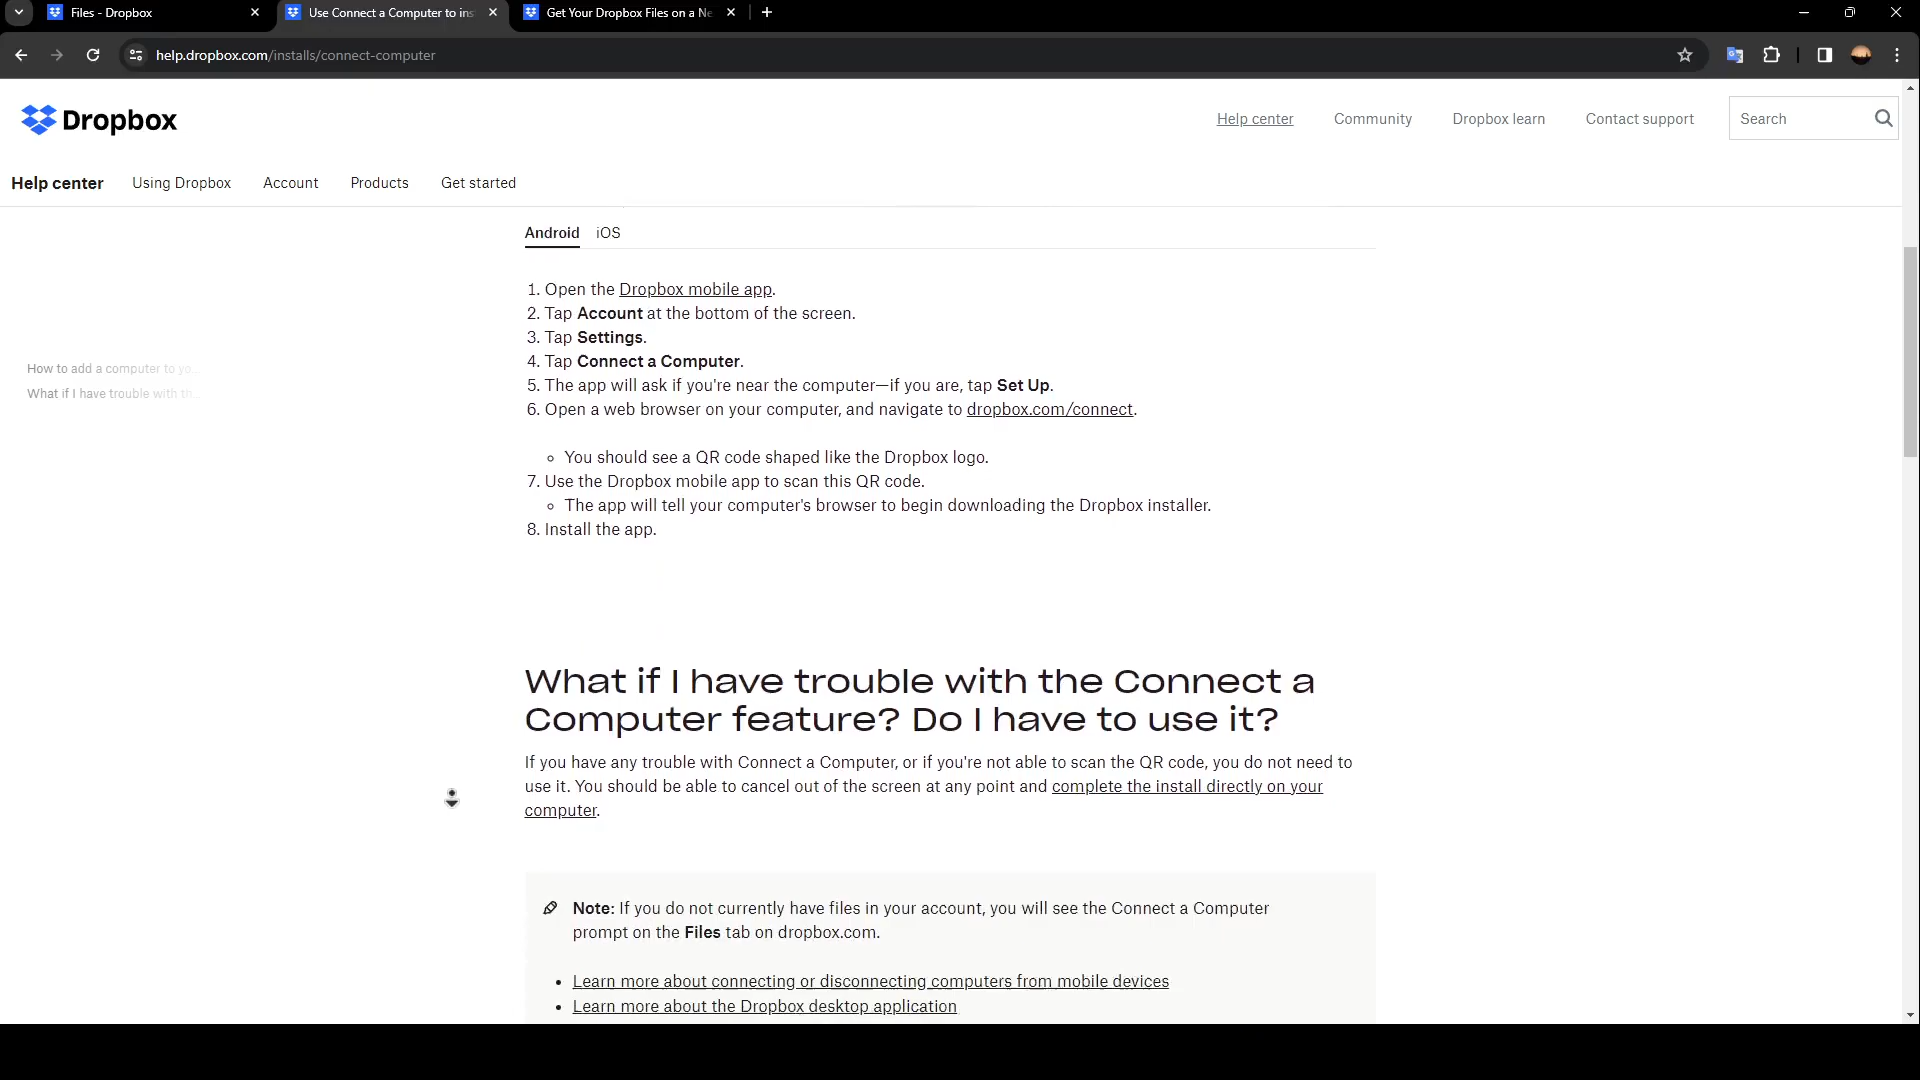 Files - Dropbox
Use Connect a Computer to ins
Get Your Dropbox Files on a Ne
help.dropbox.com/installs/connect-computer
Dropbox
Help center
Community
Dropbox learn
Contact support
Search
Help center
Using Dropbox
Account
Products
Get started
Android
iOS
How to add a computer to yo...
What if I have trouble with th...
1. Open the Dropbox mobile app.
2. Tap Account at the bottom of the screen.
3. Tap Settings.
4. Tap Connect a Computer.
5. The app will ask if you're near the computer—if you are, tap Set Up.
6. Open a web browser on your computer, and navigate to dropbox.com/connect.
You should see a QR code shaped like the Dropbox logo.
7. Use the Dropbox mobile app to scan this QR code.
The app will tell your computer's browser to begin downloading the Dropbox installer.
8. Install the app.
What if I have trouble with the Connect a
Computer feature? Do I have to use it?
If you have any trouble with Connect a Computer, or if you're not able to scan the QR code, you do not need to
use it. You should be able to cancel out of the screen at any point and complete the install directly on your
computer.
Note: If you do not currently have files in your account, you will see the Connect a Computer
prompt on the Files tab on dropbox.com.
Learn more about connecting or disconnecting computers from mobile devices
Learn more about the Dropbox desktop application